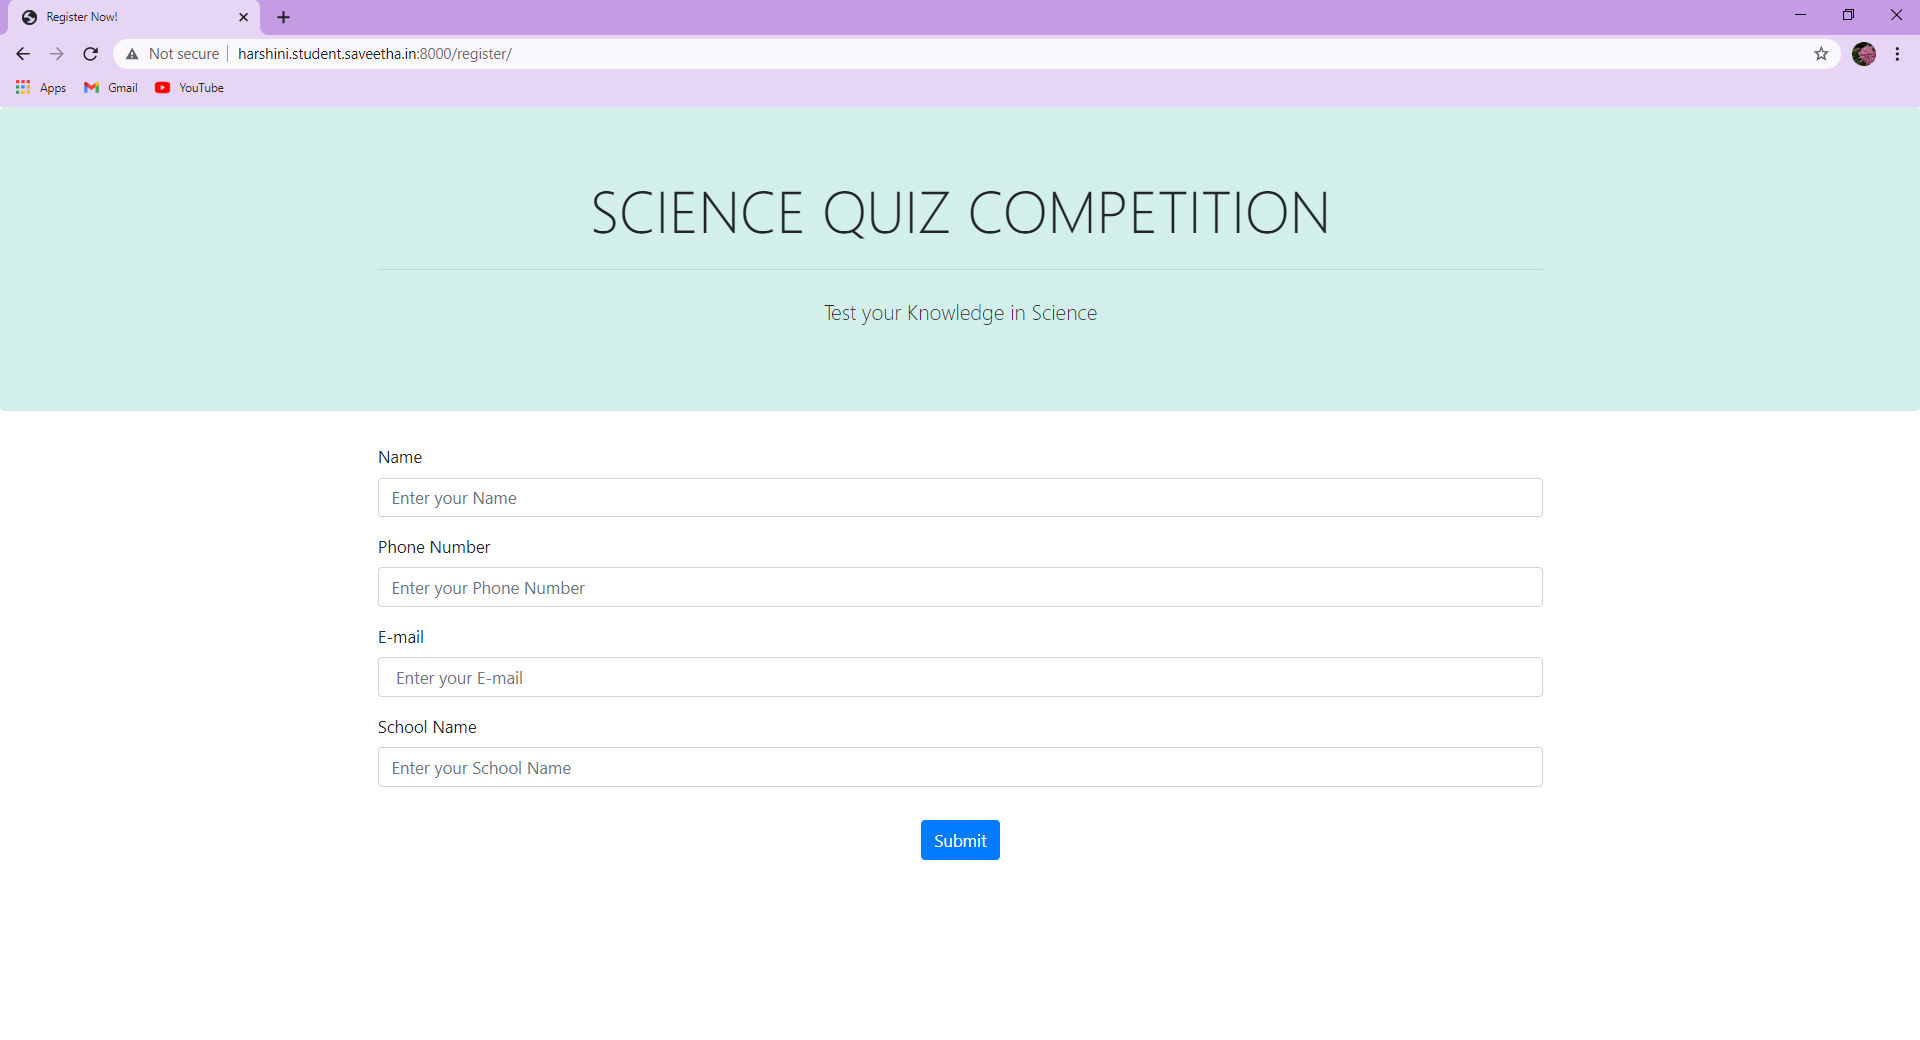 Register Now!
Not secure harshini.student.saveetha.in:8000/register/
Apps Gmail YouTube
SCIENCE QUIZ COMPETITION
Test your Knowledge in Science
Name
Enter your Name
Phone Number
Enter your Phone Number
E-mail
Enter your E-mail
School Name
Enter your School Name
Submit